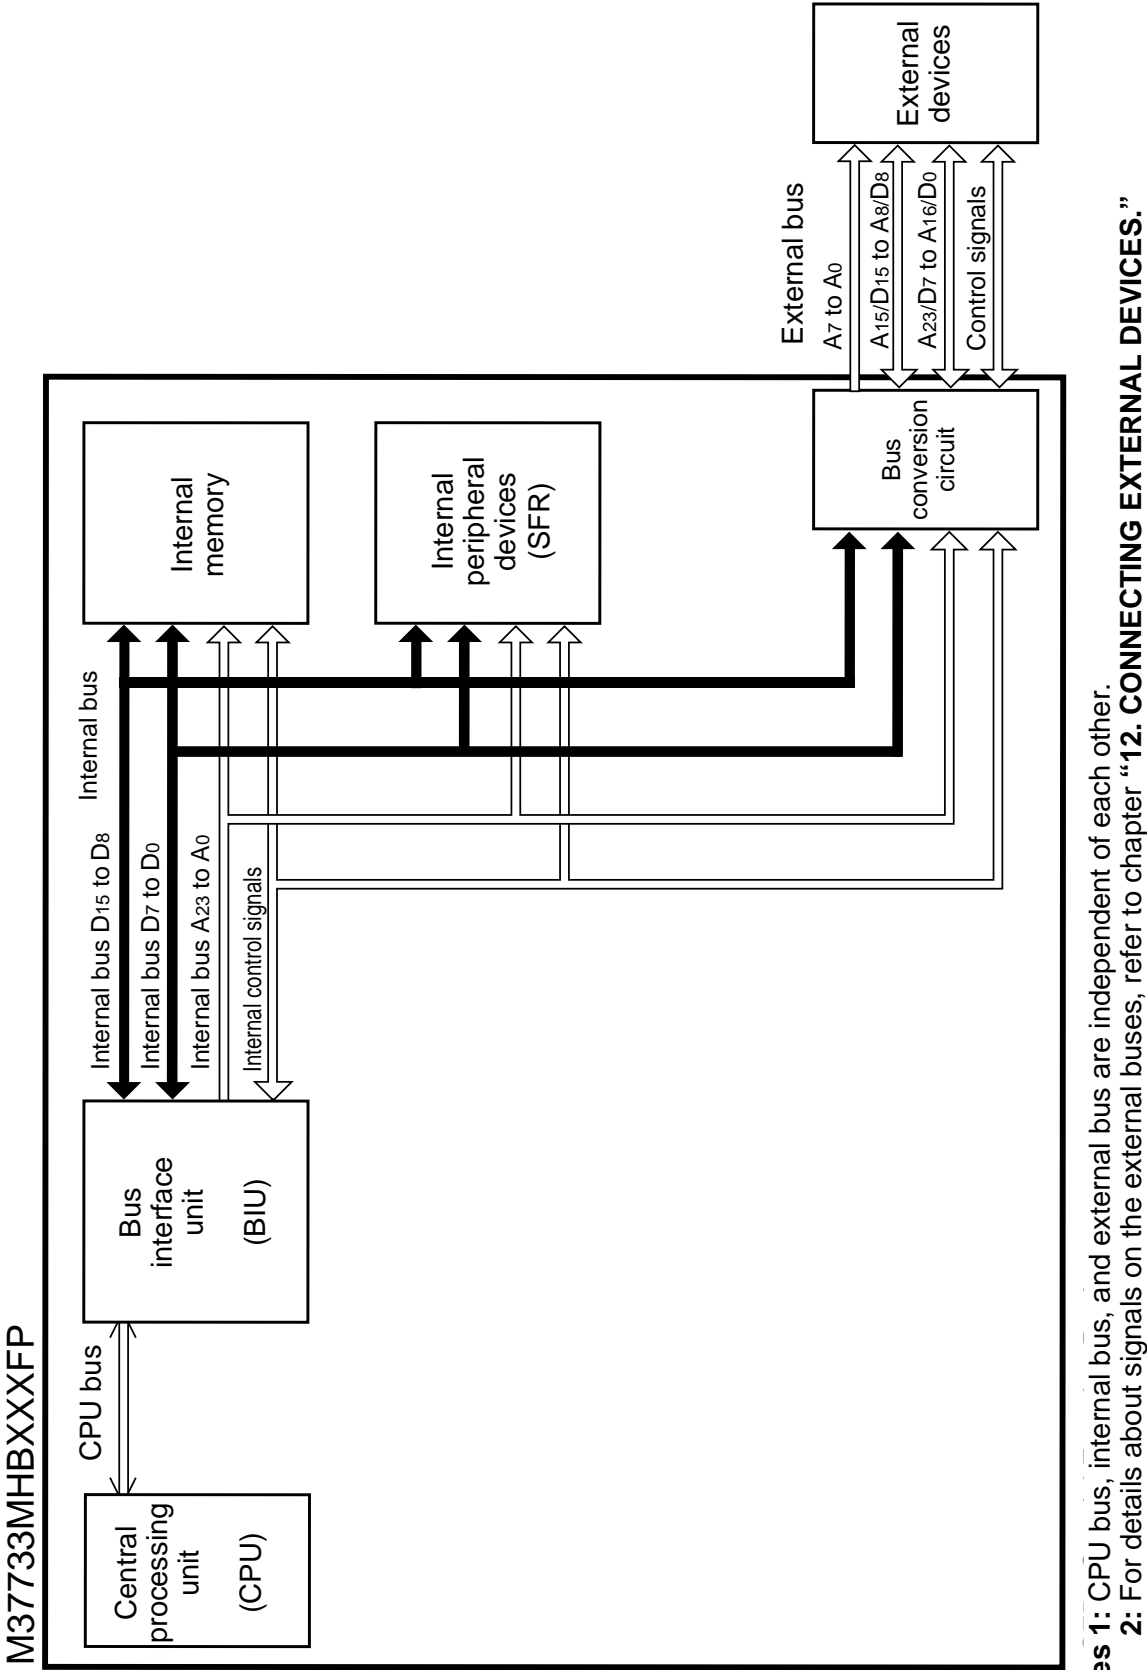 M37733MHBXXXFP
Central
processing
unit
(CPU)
CPU bus
Bus
interface
unit
(BIU)
Internal bus
Internal bus D15 to D8
Internal bus D7 to D0
Internal bus A23 to A0
Internal control signals
Internal
memory
Internal
peripheral
devices
(SFR)
Bus
conversion
circuit
External bus
A7 to A0
A15/D15 to A8/D8
A23/D7 to A16/D0
Control signals
External
devices
1: CPU bus, internal bus, and external bus are independent of each other.
2: For details about signals on the external buses, refer to chapter “12. CONNECTING EXTERNAL DEVICES.”